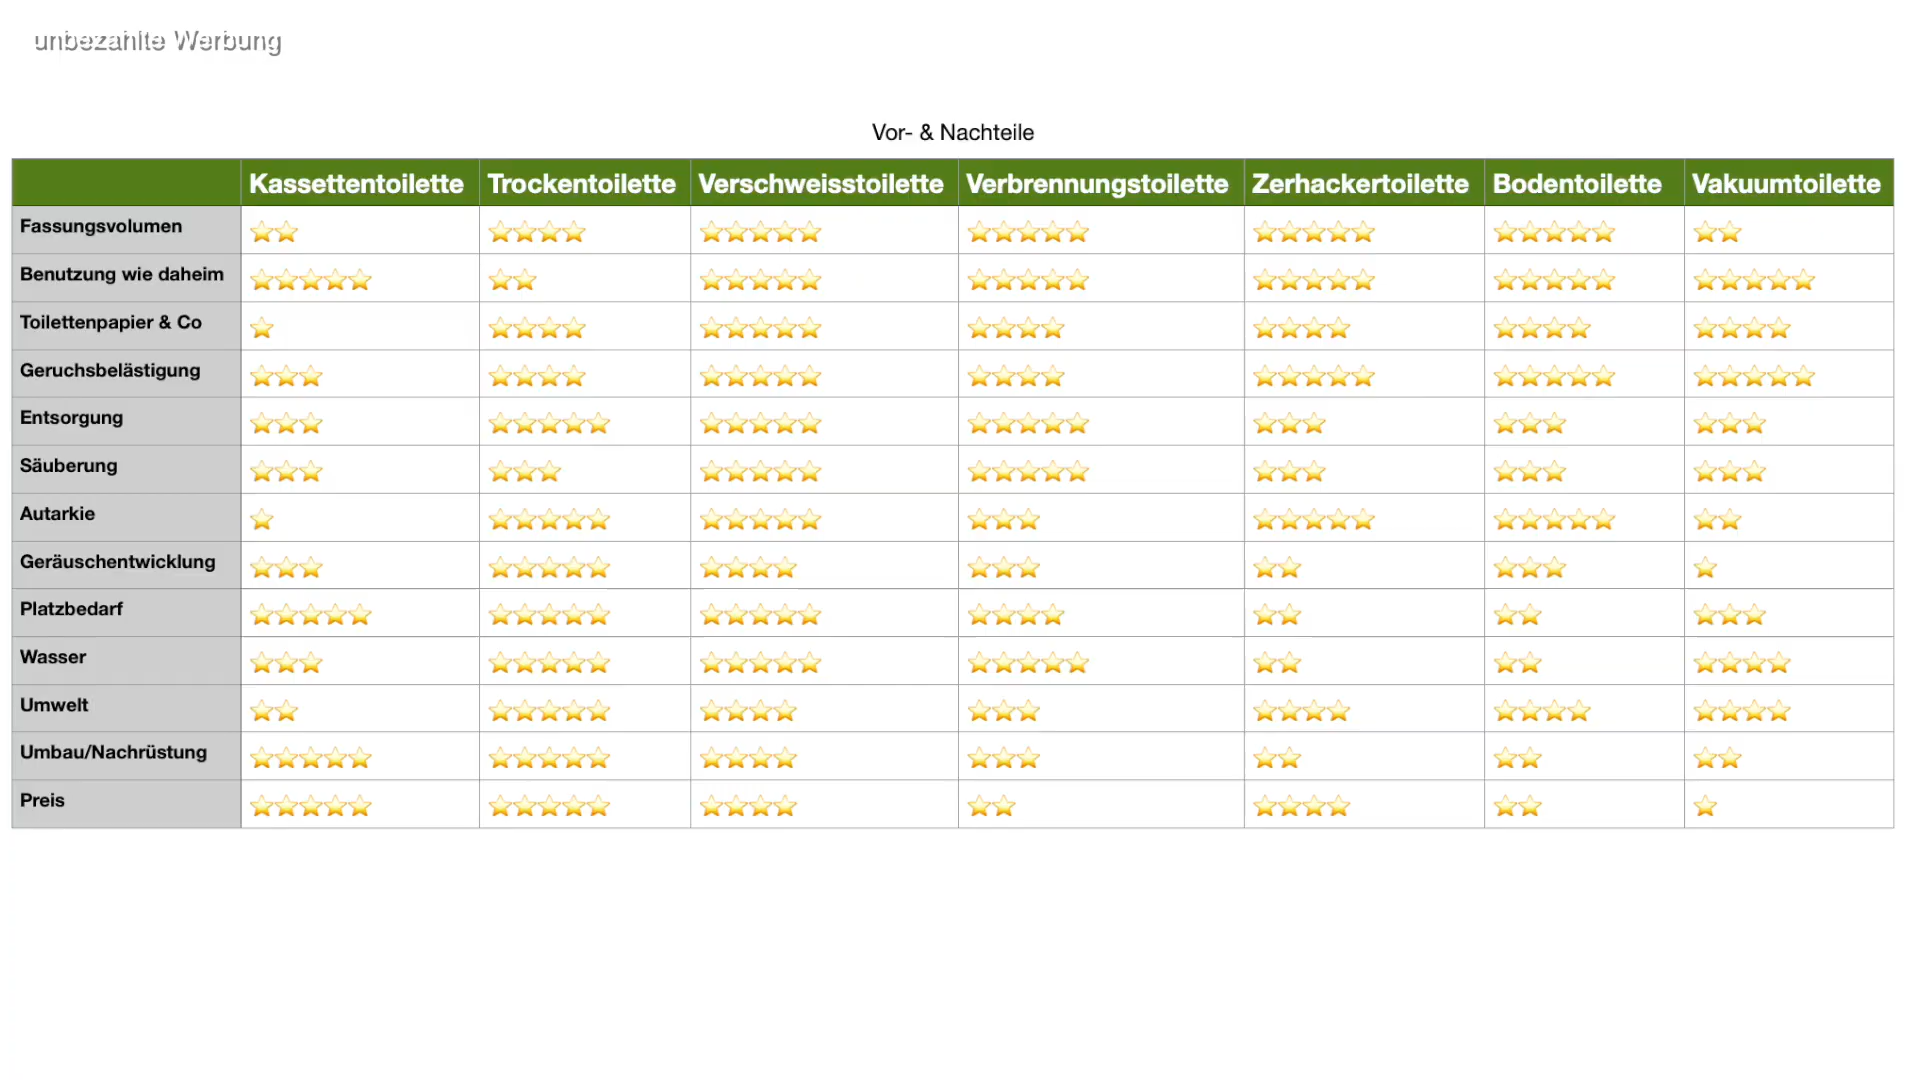 unbezahlte Werbung
Vor- & Nachteile
Kassettentoilette Trockentoilette Verschweisstoilette Verbrennungstoilette Zerhackertoilette Bodentoilette Vakuumtoilette
Fassungsvolumen
Benutzung wie daheim
Toilettenpapier & Co
Geruchsbelästigung
Entsorgung
Säuberung
Autarkie
Geräuschentwicklung
Platzbedarf
Wasser
Umwelt
Umbau/Nachrüstung
Preis